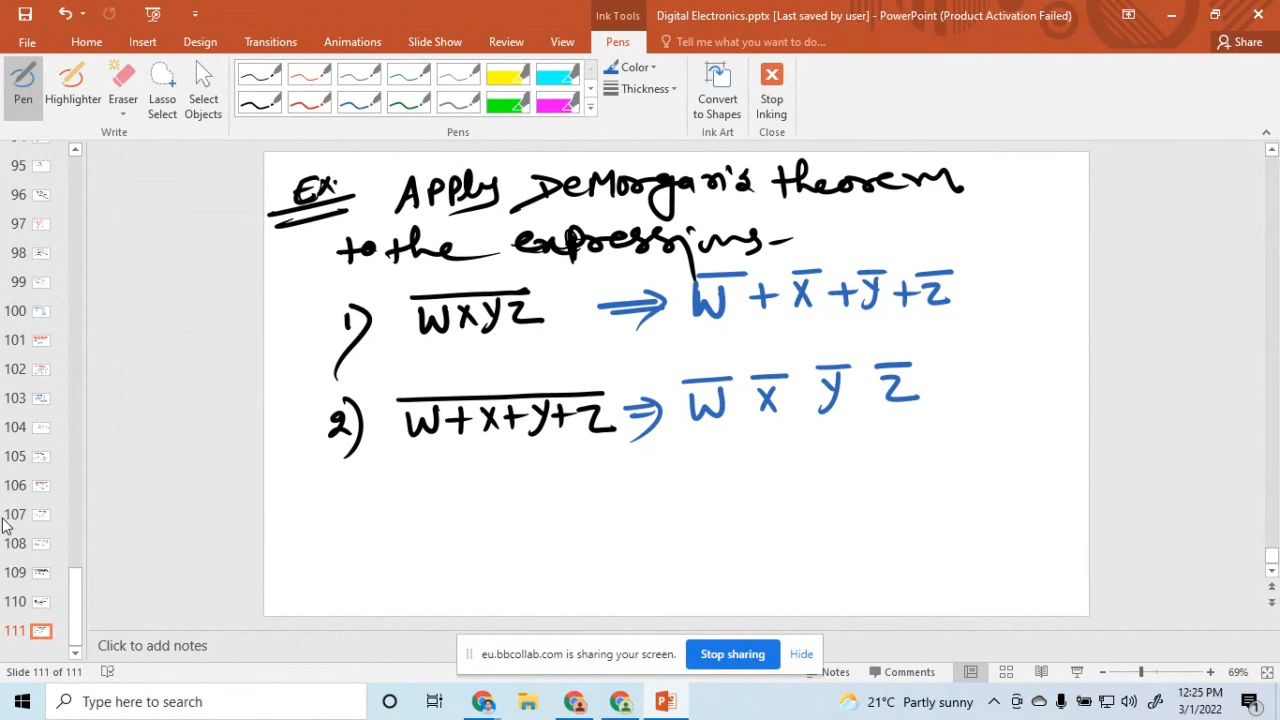 Ink Tools
Digital Electronics.pptx [Last saved by user] - PowerPoint (Product Activation Failed)
File Home Insert Design Transitions Animations Slide Show Review View Pens Tell me what you want to do... Share
Pen Highlighter Eraser Lasso Select Select Objects
Color
Thickness
Convert to Shapes
Stop Inking
Write Pens Ink Art Close
95
96
97
98
99
100
101
102
103
104
105
106
107
108
109
110
111
Ex. Apply DeMorgan's theorem
to the expressions-
1) W̅X̅Y̅Z̅ ⇒ W̅ + X̅ + Y̅ + Z̅
2) W̅+̅X̅+̅Y̅+̅Z̅ ⇒ W̅ X̅ Y̅ Z̅
Click to add notes
eu.bbcollab.com is sharing your screen. Stop sharing Hide
Slide 111 of 111 Notes Comments 69%
Type here to search
21°C Partly sunny
12:25 PM
3/1/2022